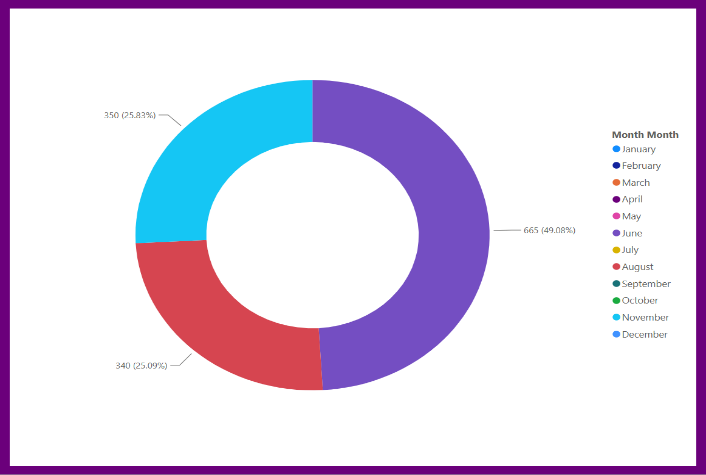 350 (25.83%)
665 (49.08%)
340 (25.09%)
Month Month
January
February
March
April
May
June
July
August
September
October
November
December